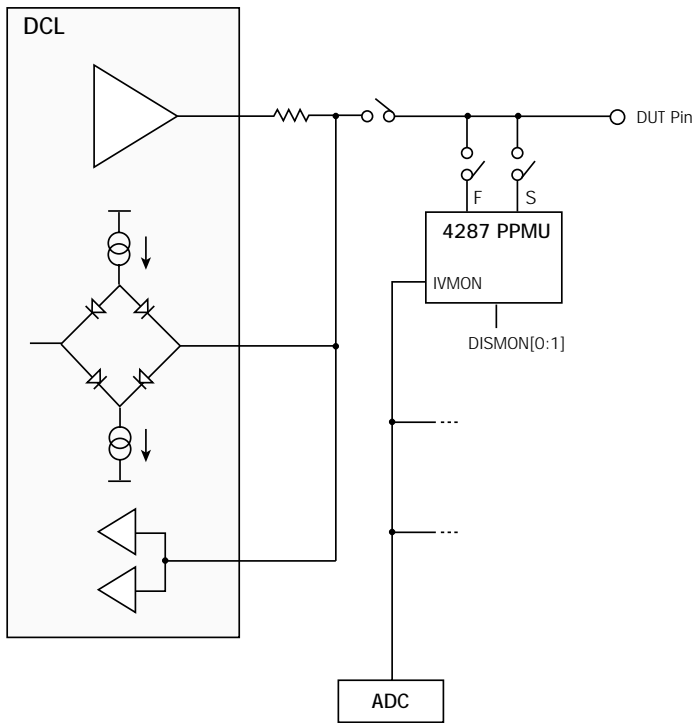 DCL
DUT Pin
F
S
4287 PPMU
IVMON
DISMON[0:1]
ADC